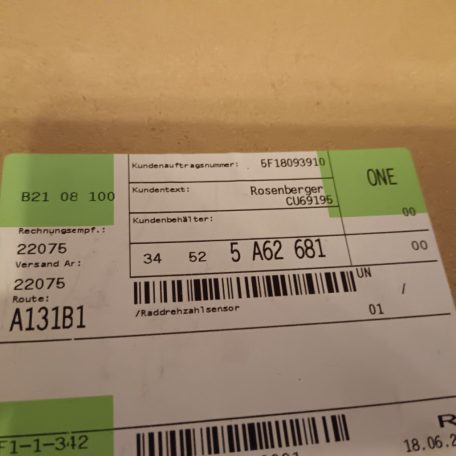 Kundenauftragsnummer: 5F18093910
B21 08 100
Kundentext: Rosenberger
CU69195
ONE
00
Kundenbehälter:
Rechnungsempf.:
22075
34 52 5 A62 681
00
Versand Ar:
22075
UN
Route:
A131B1
/Raddrehzahlsensor
01 /
F1-1-342
R
18.06.2